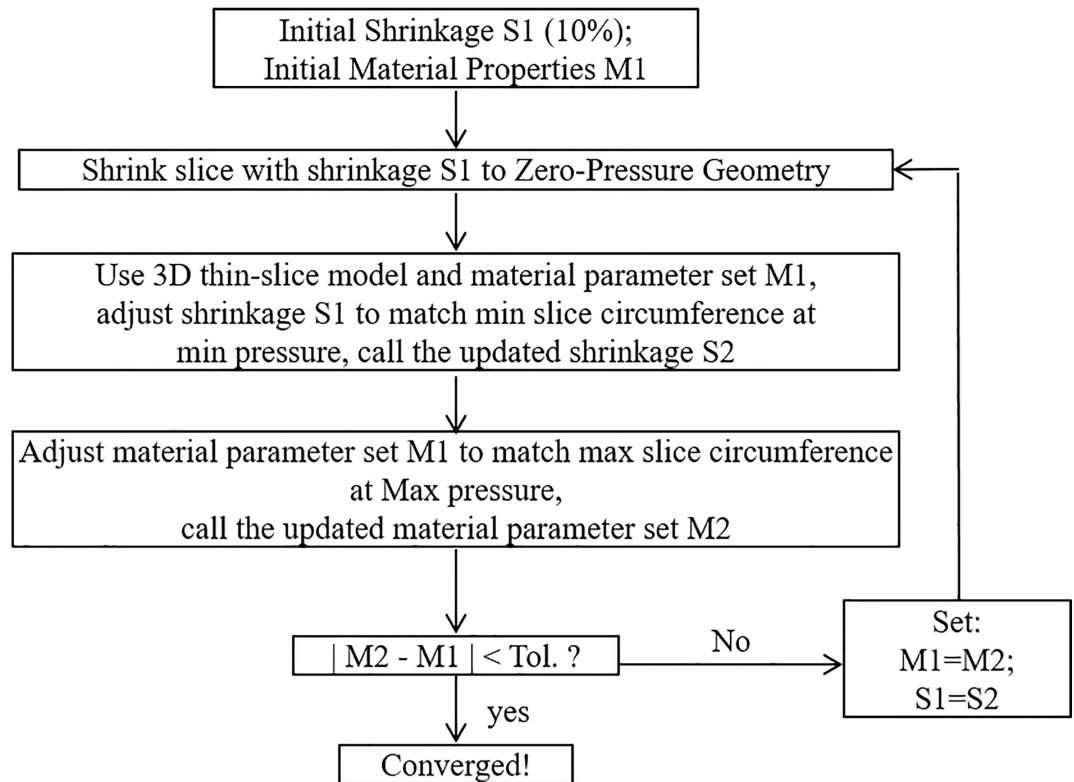 Initial Shrinkage S1 (10%);
Initial Material Properties M1
Shrink slice with shrinkage S1 to Zero-Pressure Geometry
Use 3D thin-slice model and material parameter set M1,
adjust shrinkage S1 to match min slice circumference at
min pressure, call the updated shrinkage S2
Adjust material parameter set M1 to match max slice circumference
at Max pressure,
call the updated material parameter set M2
| M2 - M1 | < Tol. ?
No
Set:
M1=M2;
S1=S2
yes
Converged!